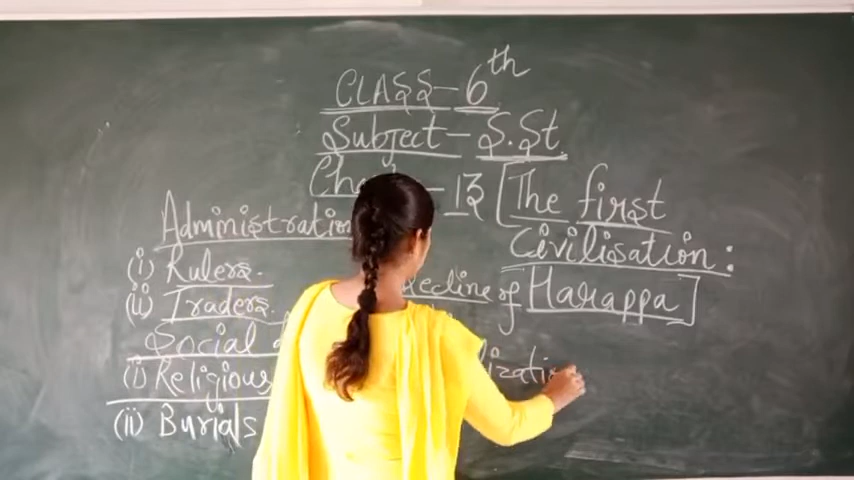 CLASS-6th
Subject-S.St
-13 [The first
Civilisation:
Harappa]
Administration
(i) Rulers.
(ii) Traders.
Social
(i) Religious
(ii) Burials
decline of